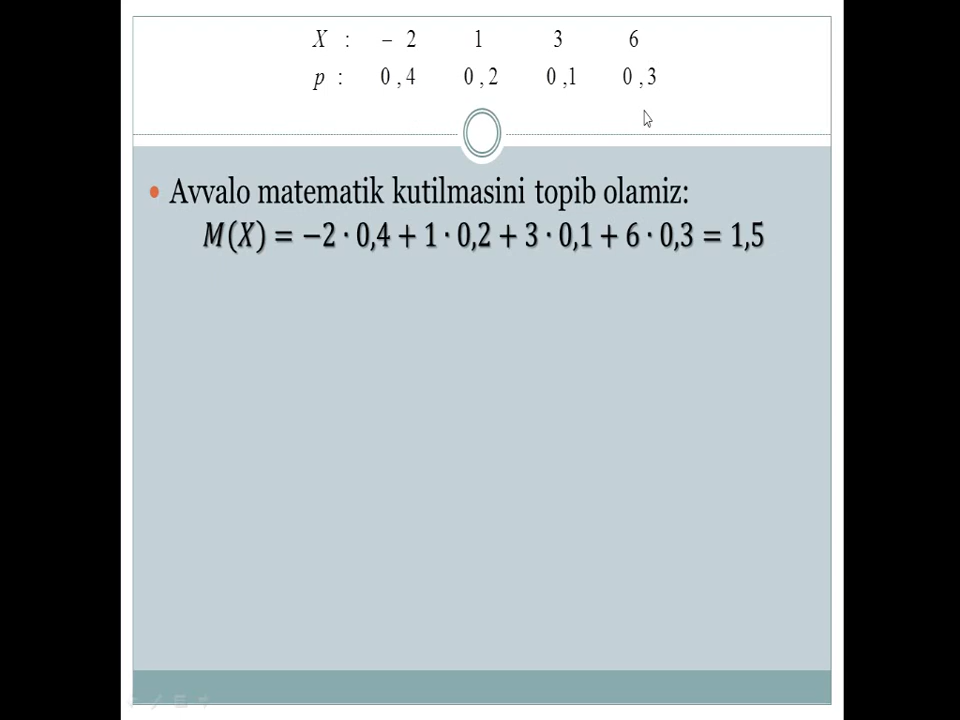 X : – 2 1 3 6
p : 0 , 4 0 , 2 0 ,1 0 , 3
• Avvalo matematik kutilmasini topib olamiz:
M(X) = −2 · 0,4 + 1 · 0,2 + 3 · 0,1 + 6 · 0,3 = 1,5